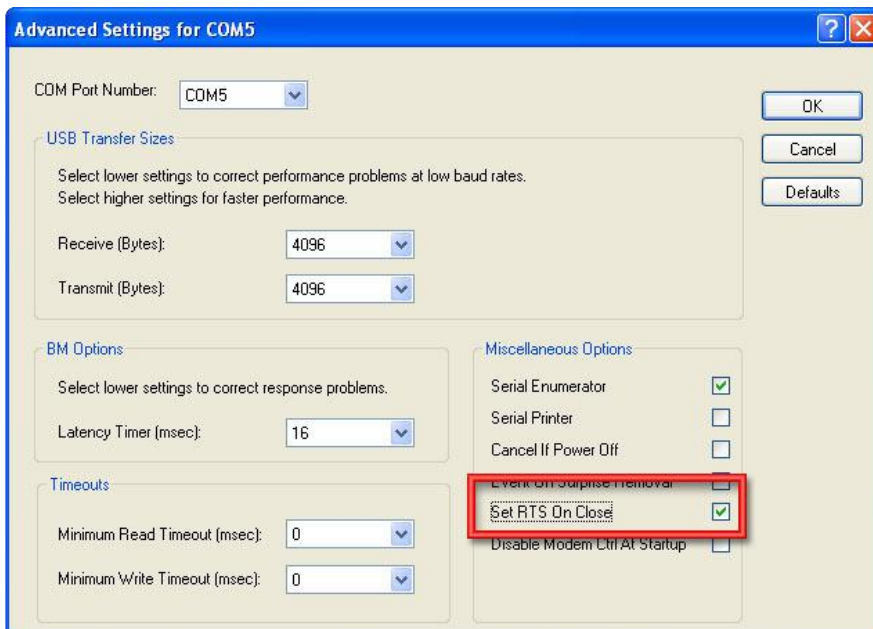 Advanced Settings for COM5
COM Port Number:
COM5
OK
Cancel
Defaults
USB Transfer Sizes
Select lower settings to correct performance problems at low baud rates.
Select higher settings for faster performance.
Receive (Bytes):
4096
Transmit (Bytes):
4096
BM Options
Select lower settings to correct response problems.
Latency Timer (msec):
16
Timeouts
Minimum Read Timeout (msec):
0
Minimum Write Timeout (msec):
0
Miscellaneous Options
Serial Enumerator
Serial Printer
Cancel If Power Off
Event On Surprise Removal
Set RTS On Close
Disable Modem Ctrl At Startup